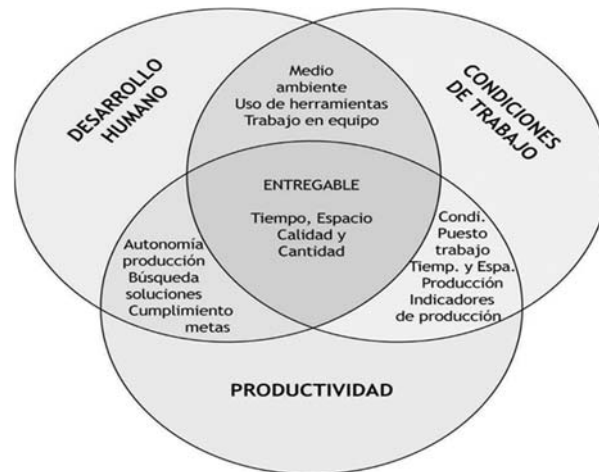 DESARROLLO
HUMANO
Medio
ambiente
Uso de herramientas
Trabajo en equipo
CONDICIONES
DE TRABAJO
ENTREGABLE
Tiempo, Espacio
Calidad y
Cantidad
Autonomía
producción
Búsqueda
soluciones
Cumplimiento
metas
Condi.
Puesto
trabajo
Tiemp. y Espa.
Producción
Indicadores
de producción
PRODUCTIVIDAD